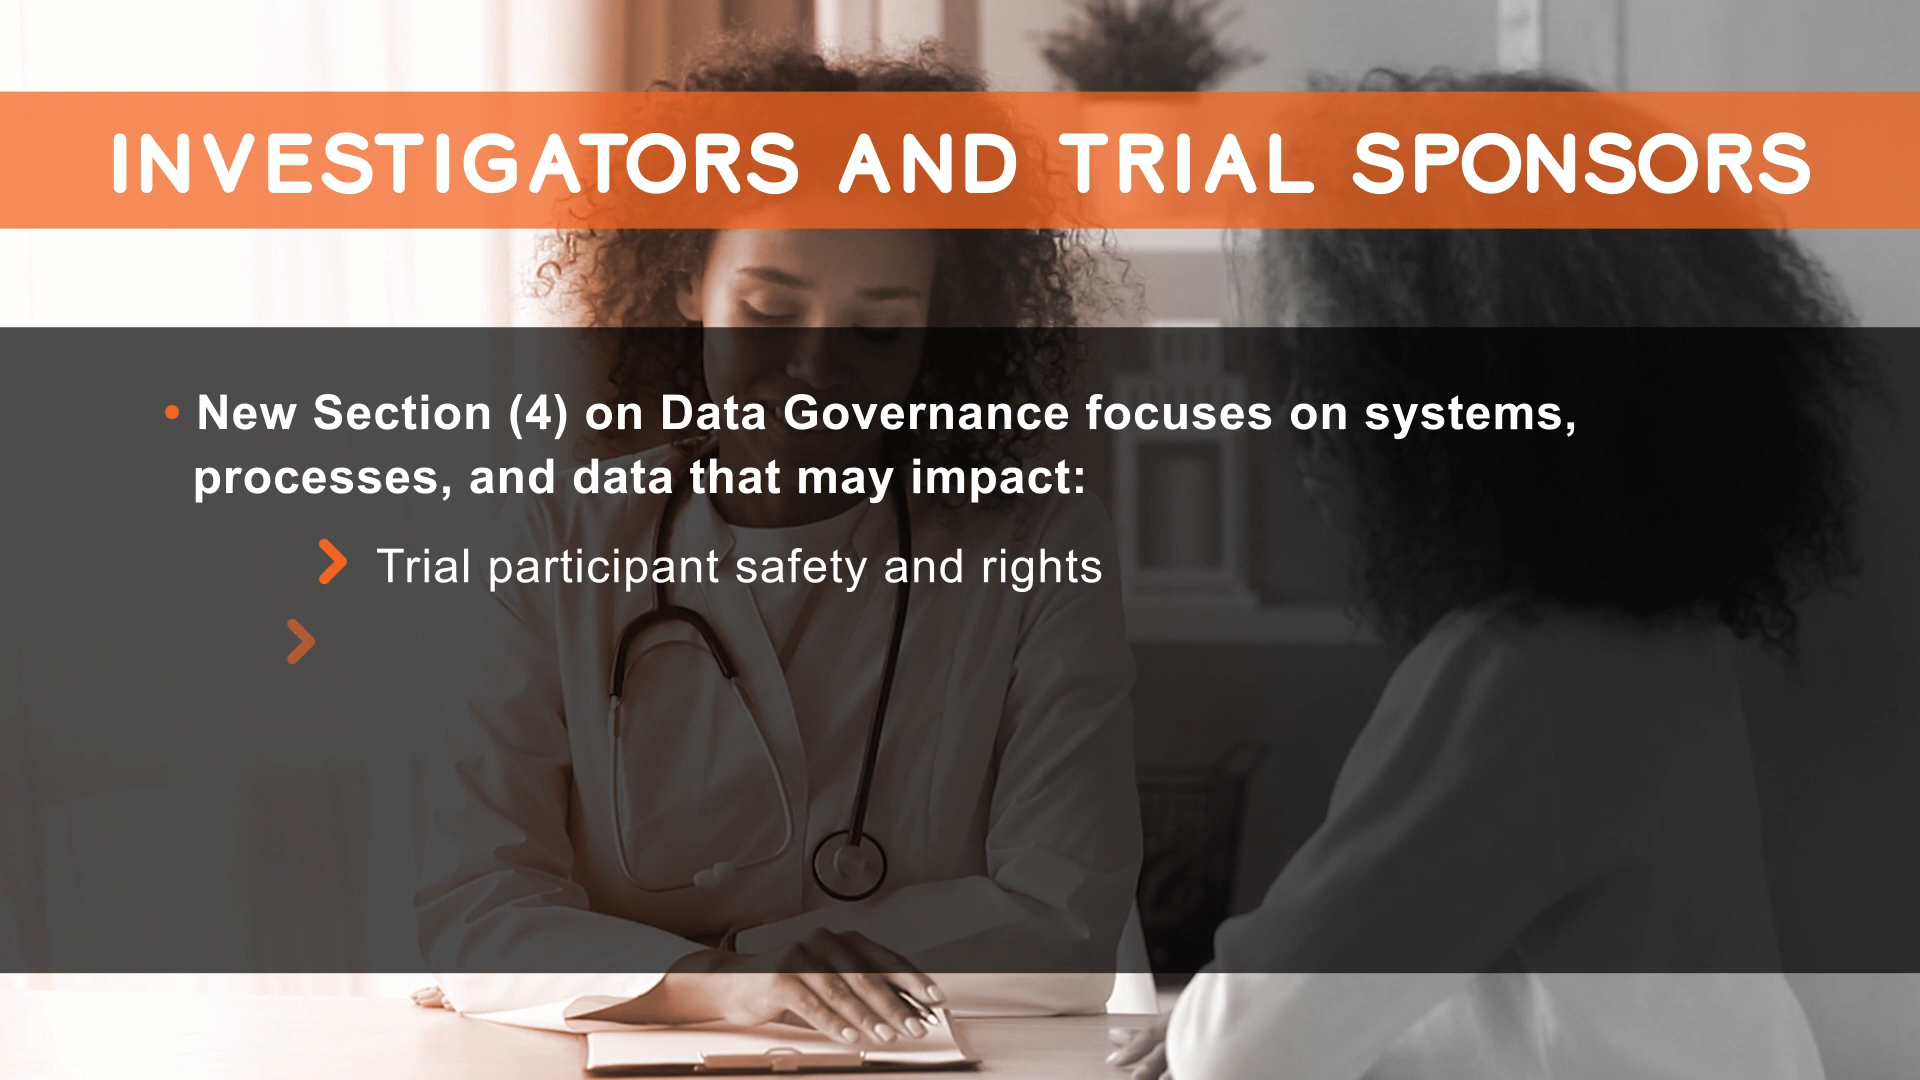 INVESTIGATORS AND TRIAL SPONSORS
• New Section (4) on Data Governance focuses on systems,
processes, and data that may impact:
Trial participant safety and rights